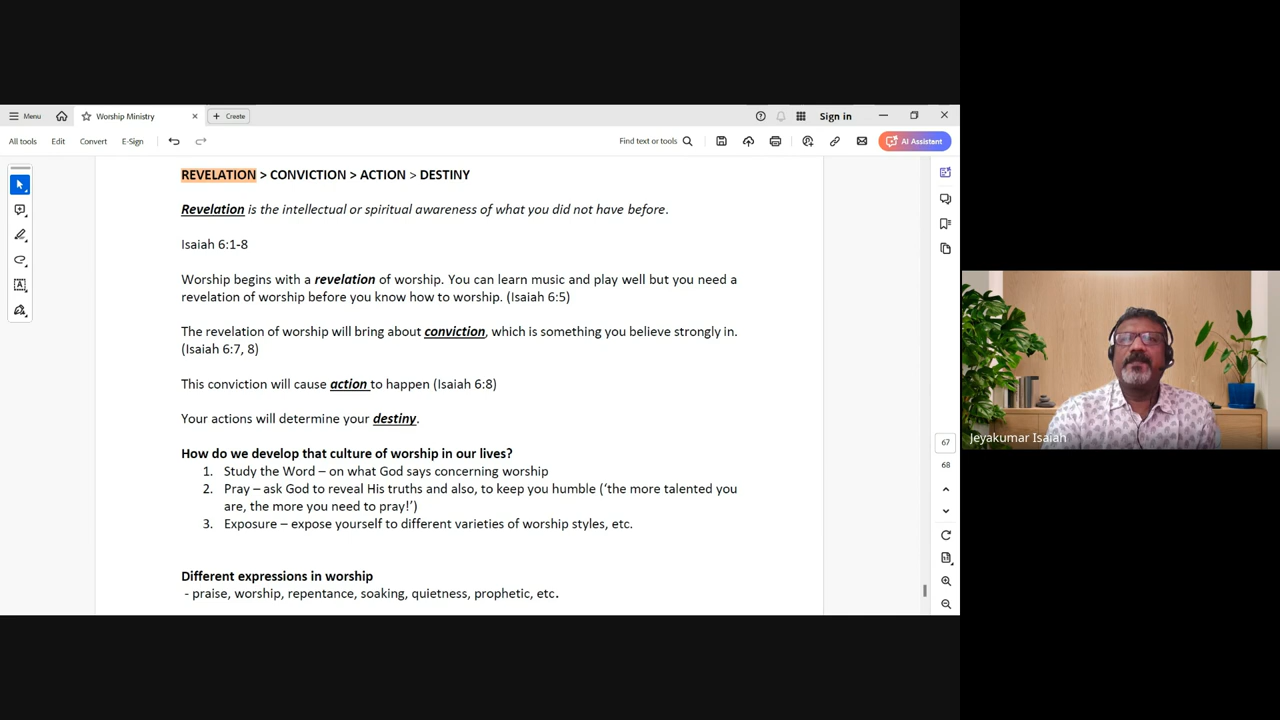 Menu
Worship Ministry
Create
Sign in
All tools Edit Convert E-Sign
Find text or tools
AI Assistant
REVELATION > CONVICTION > ACTION > DESTINY
Revelation is the intellectual or spiritual awareness of what you did not have before.
Isaiah 6:1-8
Worship begins with a revelation of worship. You can learn music and play well but you need a
revelation of worship before you know how to worship. (Isaiah 6:5)
The revelation of worship will bring about conviction, which is something you believe strongly in.
(Isaiah 6:7, 8)
This conviction will cause action to happen (Isaiah 6:8)
Your actions will determine your destiny.
How do we develop that culture of worship in our lives?
1. Study the Word – on what God says concerning worship
2. Pray – ask God to reveal His truths and also, to keep you humble (‘the more talented you
are, the more you need to pray!’)
3. Exposure – expose yourself to different varieties of worship styles, etc.
Different expressions in worship
- praise, worship, repentance, soaking, quietness, prophetic, etc.
67
68
Jeyakumar Isaiah